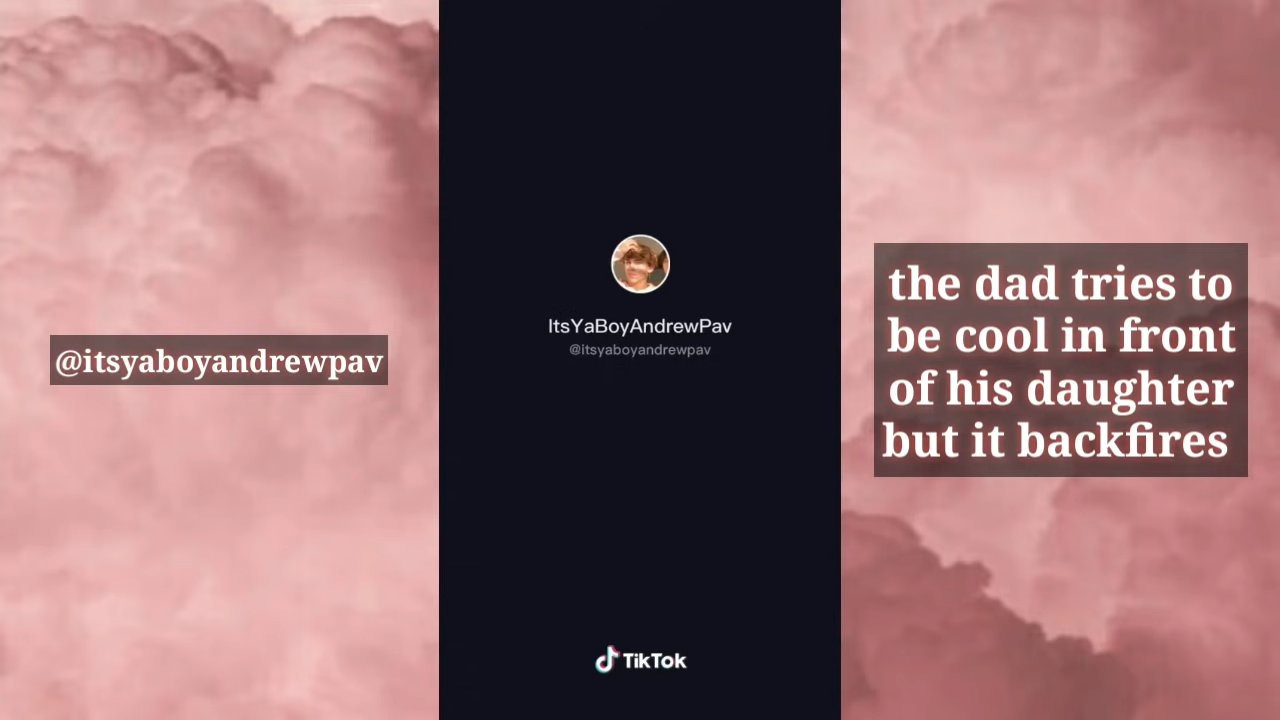 @itsyaboyandrewpav
ItsYaBoyAndrewPav
@itsyaboyandrewpav
TikTok
the dad tries to
be cool in front
of his daughter
but it backfires